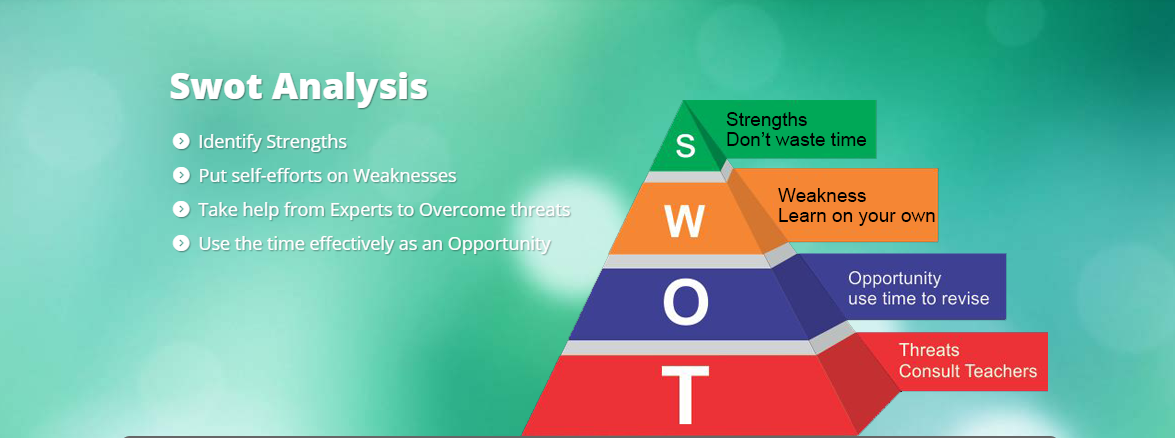 Swot Analysis
Identify Strengths
Put self-efforts on Weaknesses
Take help from Experts to Overcome threats
Use the time effectively as an Opportunity
S
Strengths
Don't waste time
W
Weakness
Learn on your own
O
Opportunity
use time to revise
T
Threats
Consult Teachers